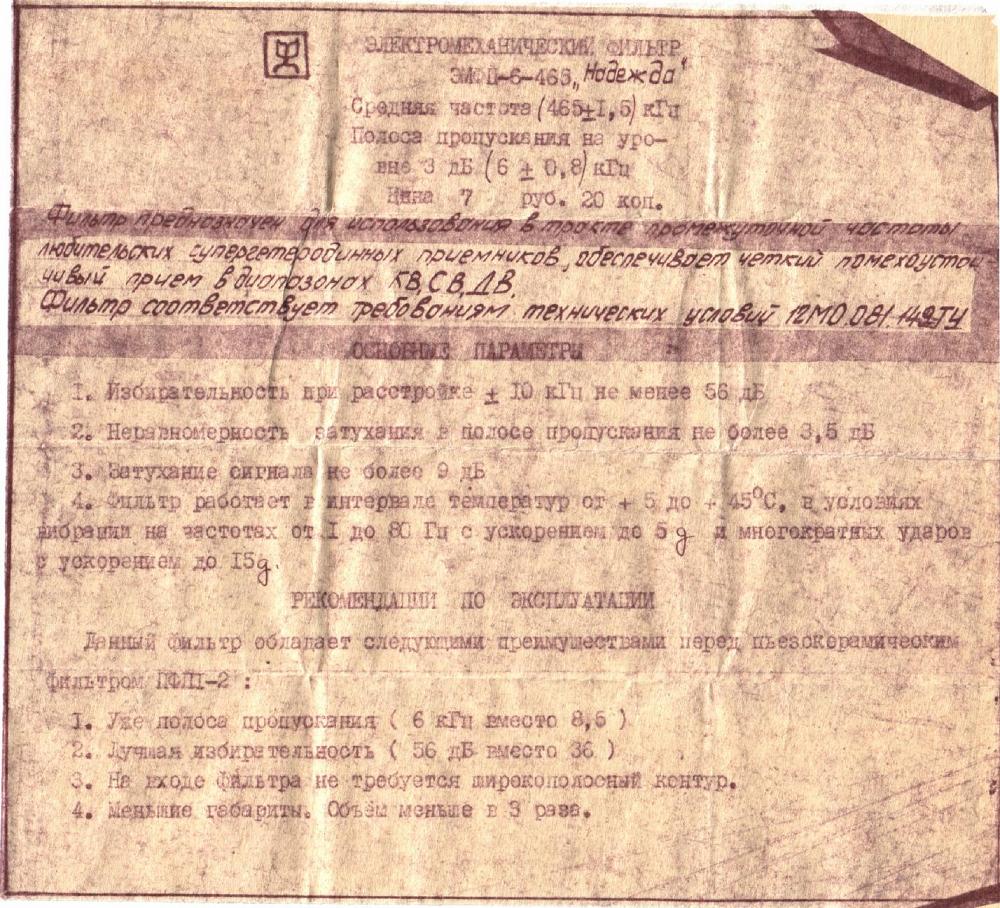 ЭЛЕКТРОМЕХАНИЧЕСКИЙ ФИЛЬТР
ЭМФП-6-465 „Надежда"
Средняя частота (465±I,5) кГц
Полоса пропускания на уро-
вне 3 дБ (6 ± 0,8) кГц
Цена 7 руб. 20 коп.
Фильтр предназначен для использования в тракте промежуточной частоты
любительских супергетеродинных приемников, обеспечивает четкий помехоустой
чивый прием в диапазонах КВ, СВ, ДВ.
Фильтр соответствует требованиям технических условий 12МО.081.149ТУ
ОСНОВНЫЕ ПАРАМЕТРЫ
1. Избирательность при расстройке ± 10 кГц не менее 56 дБ
2. Неравномерность затухания в полосе пропускания не более 3,5 дБ
3. Затухание сигнала не более 9 дБ
4. Фильтр работает в интервале температур от + 5 до + 45°С, в условиях
вибрации на частотах от I до 80 Гц с ускорением до 5 g и многократных ударов
с ускорением до I5g.
РЕКОМЕНДАЦИИ ПО ЭКСПЛУАТАЦИИ
Данный фильтр обладает следующими преимуществами перед пьезокерамическим
фильтром ПФ1П-2 :
1. Уже полоса пропускания ( 6 кГц вместо 8,5 )
2. Лучшая избирательность ( 56 дБ вместо 36 )
3. На входе фильтра не требуется широкополосный контур.
4. Меньшие габариты. Объём меньше в 3 раза.